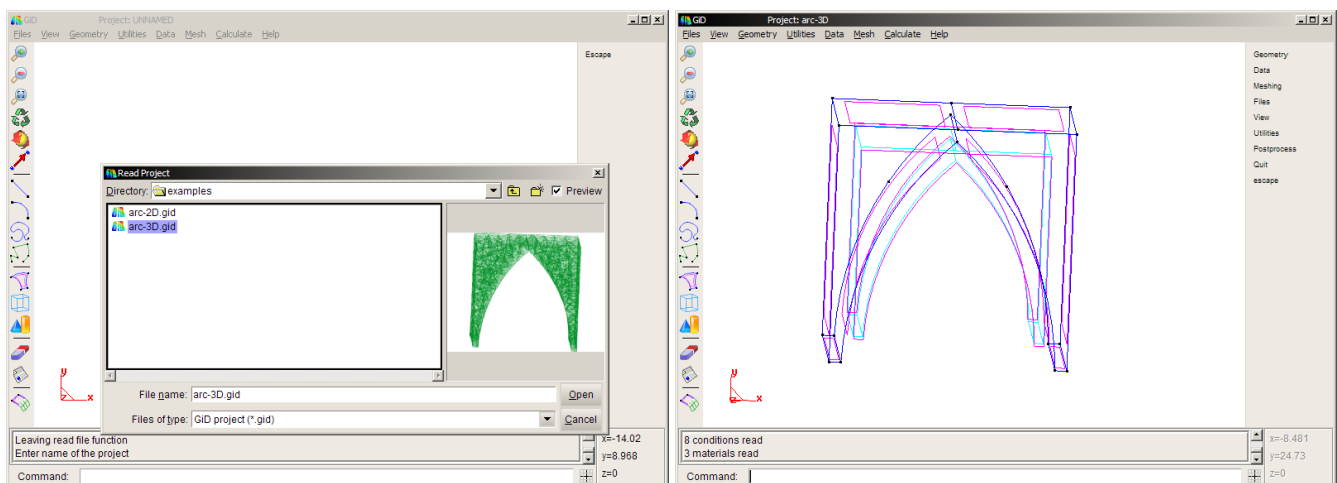 GiD Project: UNNAMED
Files View Geometry Utilities Data Mesh Calculate Help
Escape
Read Project
Directory: examples Preview
arc-2D.gid
arc-3D.gid
File name: arc-3D.gid Open
Files of type: GiD project (*.gid) Cancel
y
z x
Leaving read file function
Enter name of the project
x=-14.02
y=8.968
z=0
Command:
GiD Project: arc-3D
Files View Geometry Utilities Data Mesh Calculate Help
Geometry
Data
Meshing
Files
View
Utilities
Postprocess
Quit
escape
y
z x
8 conditions read
3 materials read
x=-8.481
y=24.73
z=0
Command: